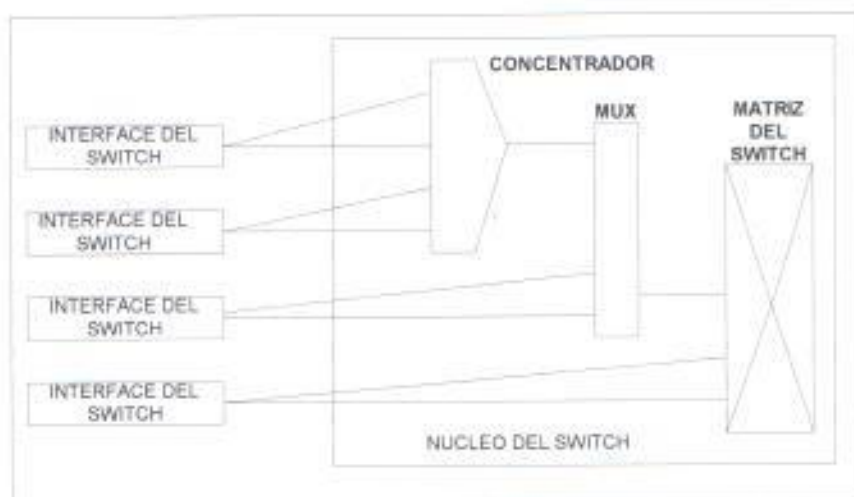 CONCENTRADOR
MUX
MATRIZ
DEL
SWITCH
INTERFACE DEL
SWITCH
INTERFACE DEL
SWITCH
INTERFACE DEL
SWITCH
INTERFACE DEL
SWITCH
NUCLEO DEL SWITCH